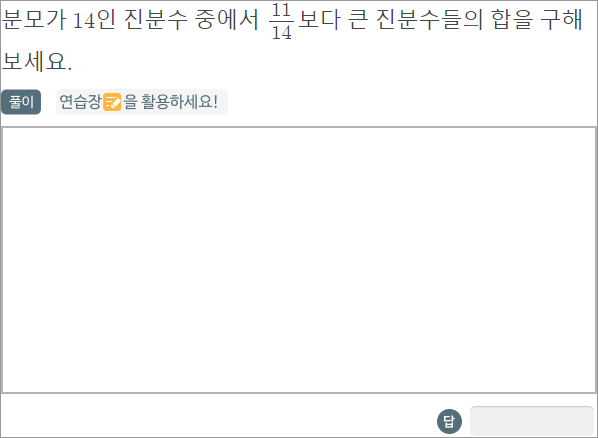 분모가 14인 진분수 중에서 11/14 보다 큰 진분수들의 합을 구해
보세요.
풀이 연습장을 활용하세요!
답